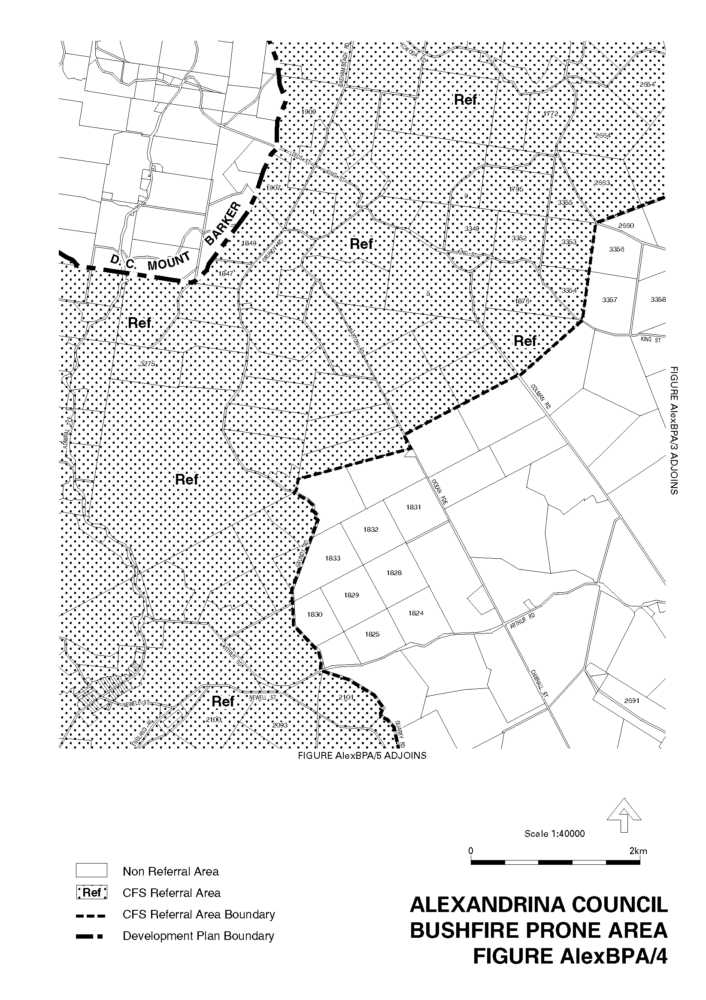 BASHAM BEACH RD
KOKODA RD
2654
Ref
1909
1772
2664
LEEDS ST
KING ST
1907
2663
1795
9
3355
1
BARKER
2660
3349
3352
3353
1849
Ref
3356
GRUNDY RD
KING ST
D. C. MOUNT
1847
3354
5
1876
3357
3358
Ref
Ref
KING ST
BARTON RD
3275
COLMAN RD
FIGURE AlexBPA/3 ADJOINS
ADMIRAL TCE
Ref
OCEAN PDE
1831
1832
GRUNDY RD
1833
1828
1829
1830
1824
ARTHUR RD
1825
ARTHUR RD
CHIBNALL ST
Ref
NEWELL ST
NEWELL ST
2101
2691
2100
2093
ENGLAND AV
QUARRY RD
FIGURE AlexBPA/5 ADJOINS
Scale 1:40000
0 2km
Non Referral Area
Ref CFS Referral Area
CFS Referral Area Boundary
Development Plan Boundary
ALEXANDRINA COUNCIL
BUSHFIRE PRONE AREA
FIGURE AlexBPA/4